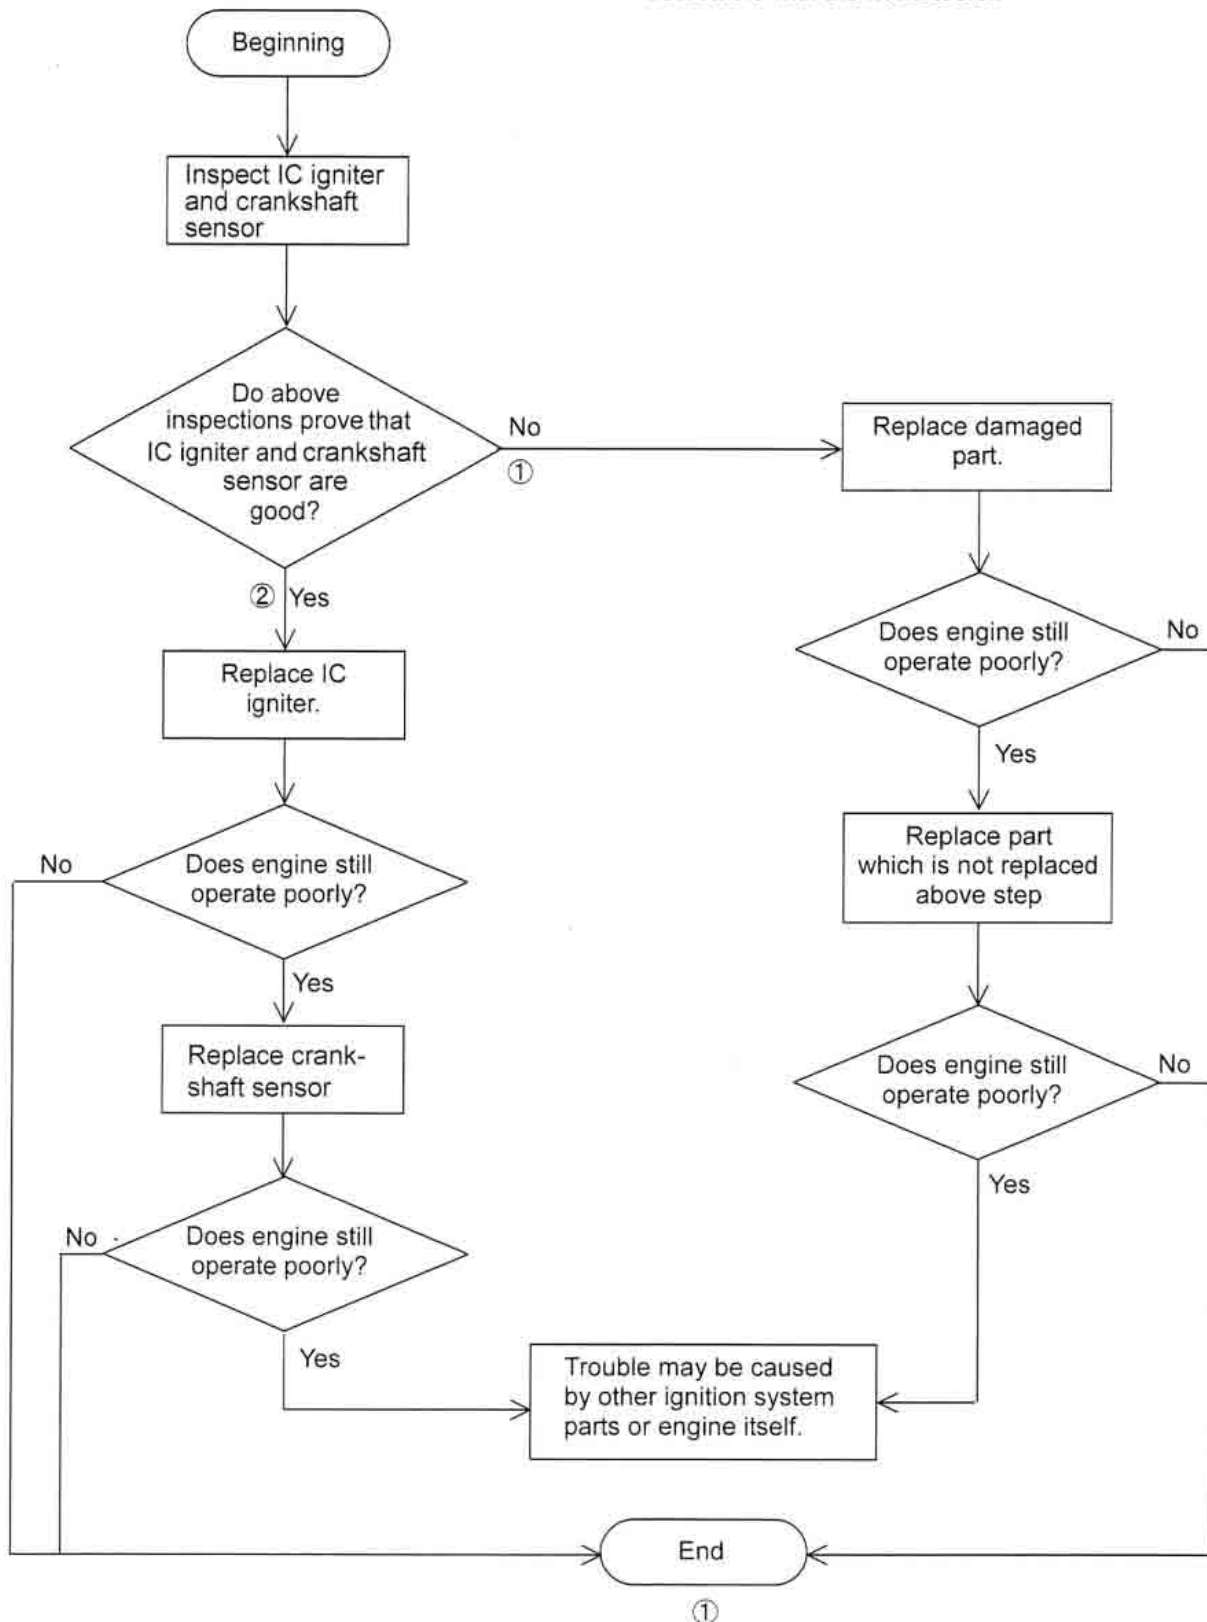 Beginning
Inspect IC igniter
and crankshaft
sensor
Do above
inspections prove that
IC igniter and crankshaft
sensor are
good?
No
①
Replace damaged
part.
② Yes
Does engine still
operate poorly?
No
Replace IC
igniter.
Yes
No
Does engine still
operate poorly?
Replace part
which is not replaced
above step
Yes
Replace crank-
shaft sensor
Does engine still
operate poorly?
No
Yes
No
Does engine still
operate poorly?
Yes
Trouble may be caused
by other ignition system
parts or engine itself.
End
①